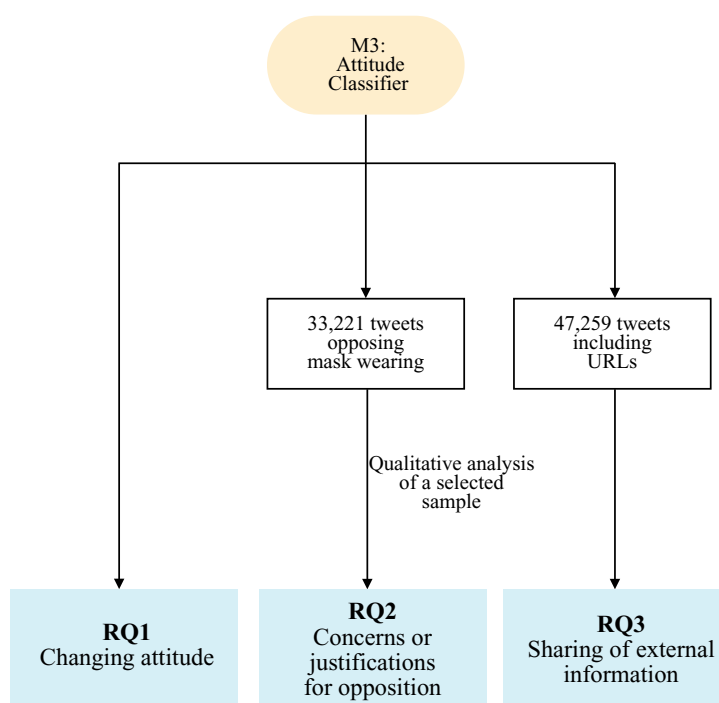 M3:
Attitude
Classifier
33,221 tweets
opposing
mask wearing
47,259 tweets
including
URLs
Qualitative analysis
of a selected
sample
RQ1
Changing attitude
RQ2
Concerns or
justifications
for opposition
RQ3
Sharing of external
information